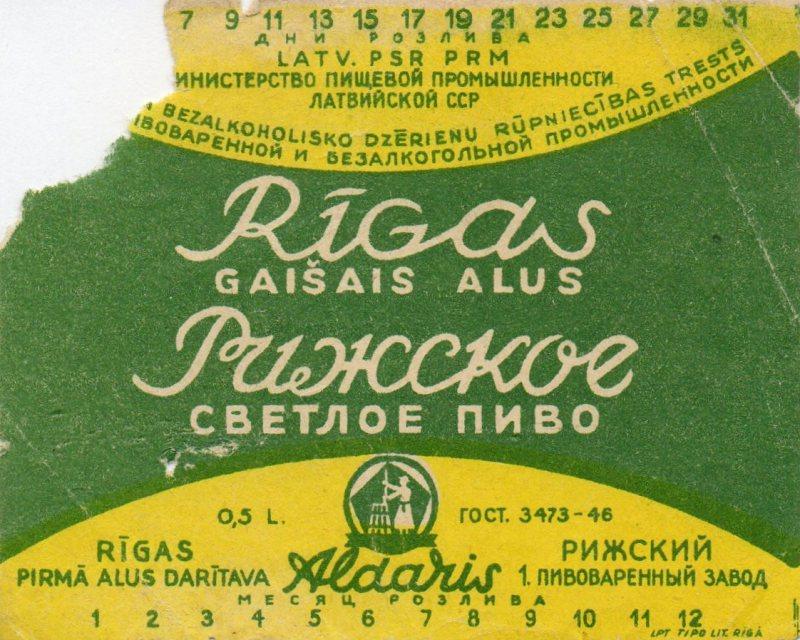 7 9 11 13 15 17 19 21 23 25 27 29 31
ДНИ РОЗЛИВА
LATV. PSR PRM
ИНИСТЕРСТВО ПИЩЕВОЙ ПРОМЫШЛЕННОСТИ
ЛАТВИЙСКОЙ ССР
BEZALKOHOLISKO DZĒRIENU RŪPNIECĪBAS TRESTS
ИВОВАРЕННОЙ И БЕЗАЛКОГОЛЬНОЙ ПРОМЫШЛЕННОСТИ
Rīgas
GAIŠAIS ALUS
Рижское
СВЕТЛОЕ ПИВО
0,5 L.
ГОСТ. 3473-46
RĪGAS
PIRMĀ ALUS DARĪTAVA
Aldaris
РИЖСКИЙ
1. ПИВОВАРЕННЫЙ ЗАВОД
МЕСЯЦ РОЗЛИВА
1 2 3 4 5 6 7 8 9 10 11 12
LPT TIPO LIT. RĪGĀ